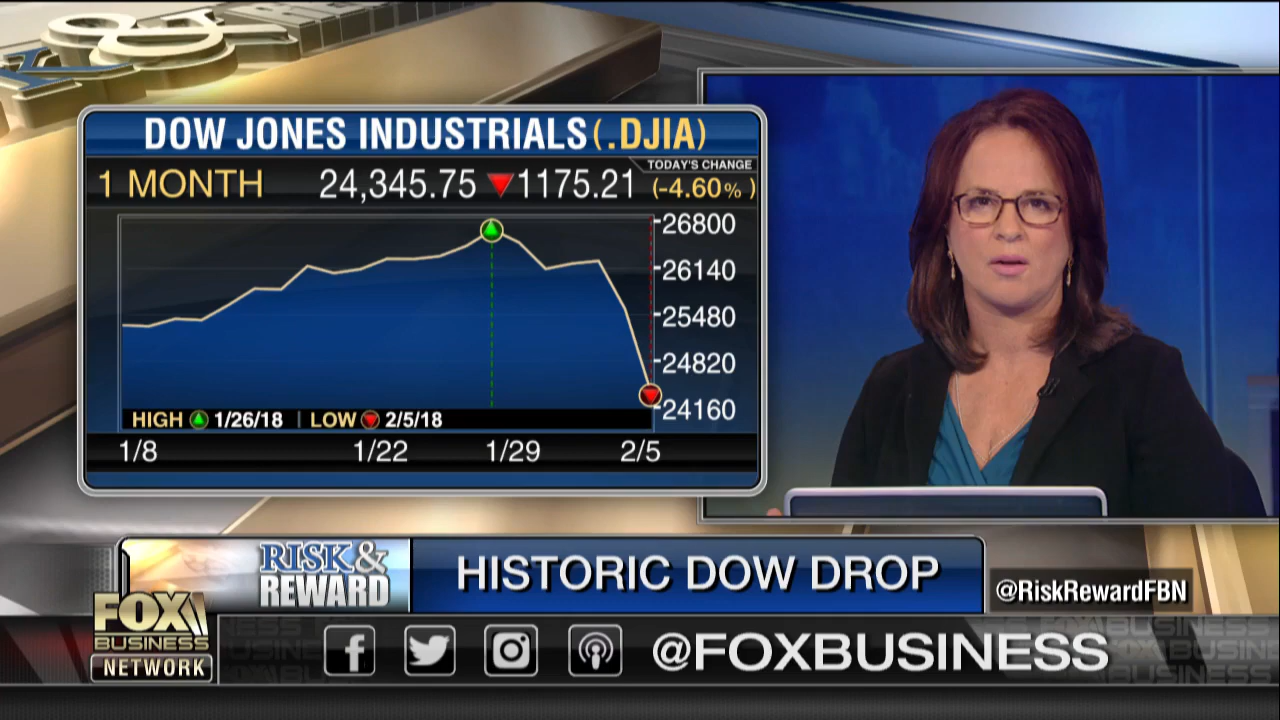 DOW JONES INDUSTRIALS (.DJIA)
TODAY'S CHANGE
1 MONTH 24,345.75 ▼1175.21 (-4.60%)
26800
26140
25480
24820
24160
HIGH 1/26/18 | LOW 2/5/18
1/8 1/22 1/29 2/5
RISK &
REWARD
HISTORIC DOW DROP
@RiskRewardFBN
FOX
BUSINESS
NETWORK
@FOXBUSINESS